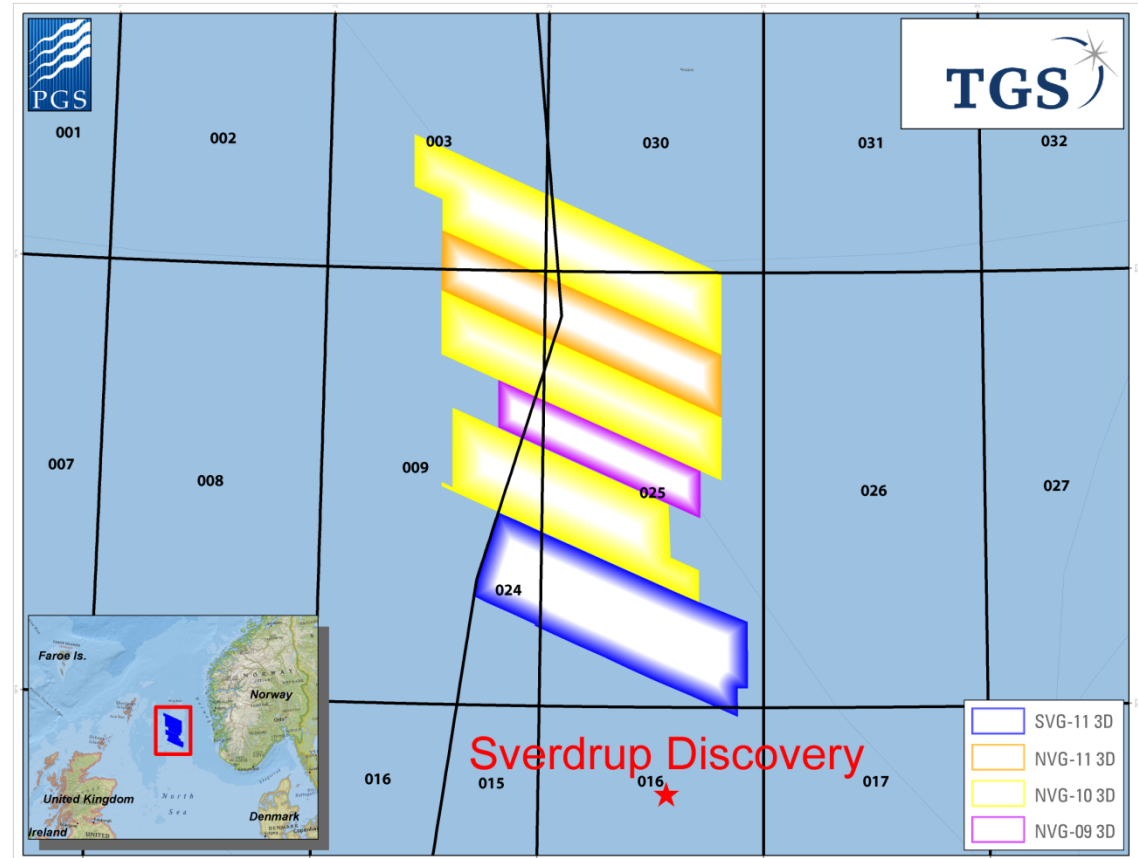 PGS
TGS
001
002
003
030
031
032
007
008
009
025
026
027
024
Sverdrup Discovery
016
015
016
017
Faroe Is.
Norway
United Kingdom
North
Sea
Denmark
Ireland
UNITED
SVG-11 3D
NVG-11 3D
NVG-10 3D
NVG-09 3D